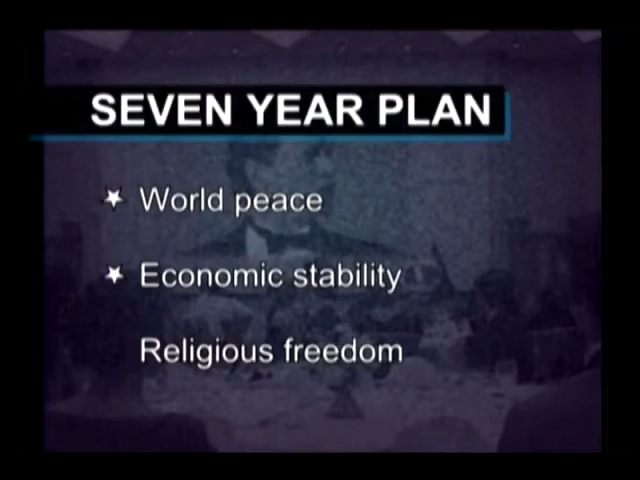 SEVEN YEAR PLAN
World peace
Economic stability
Religious freedom